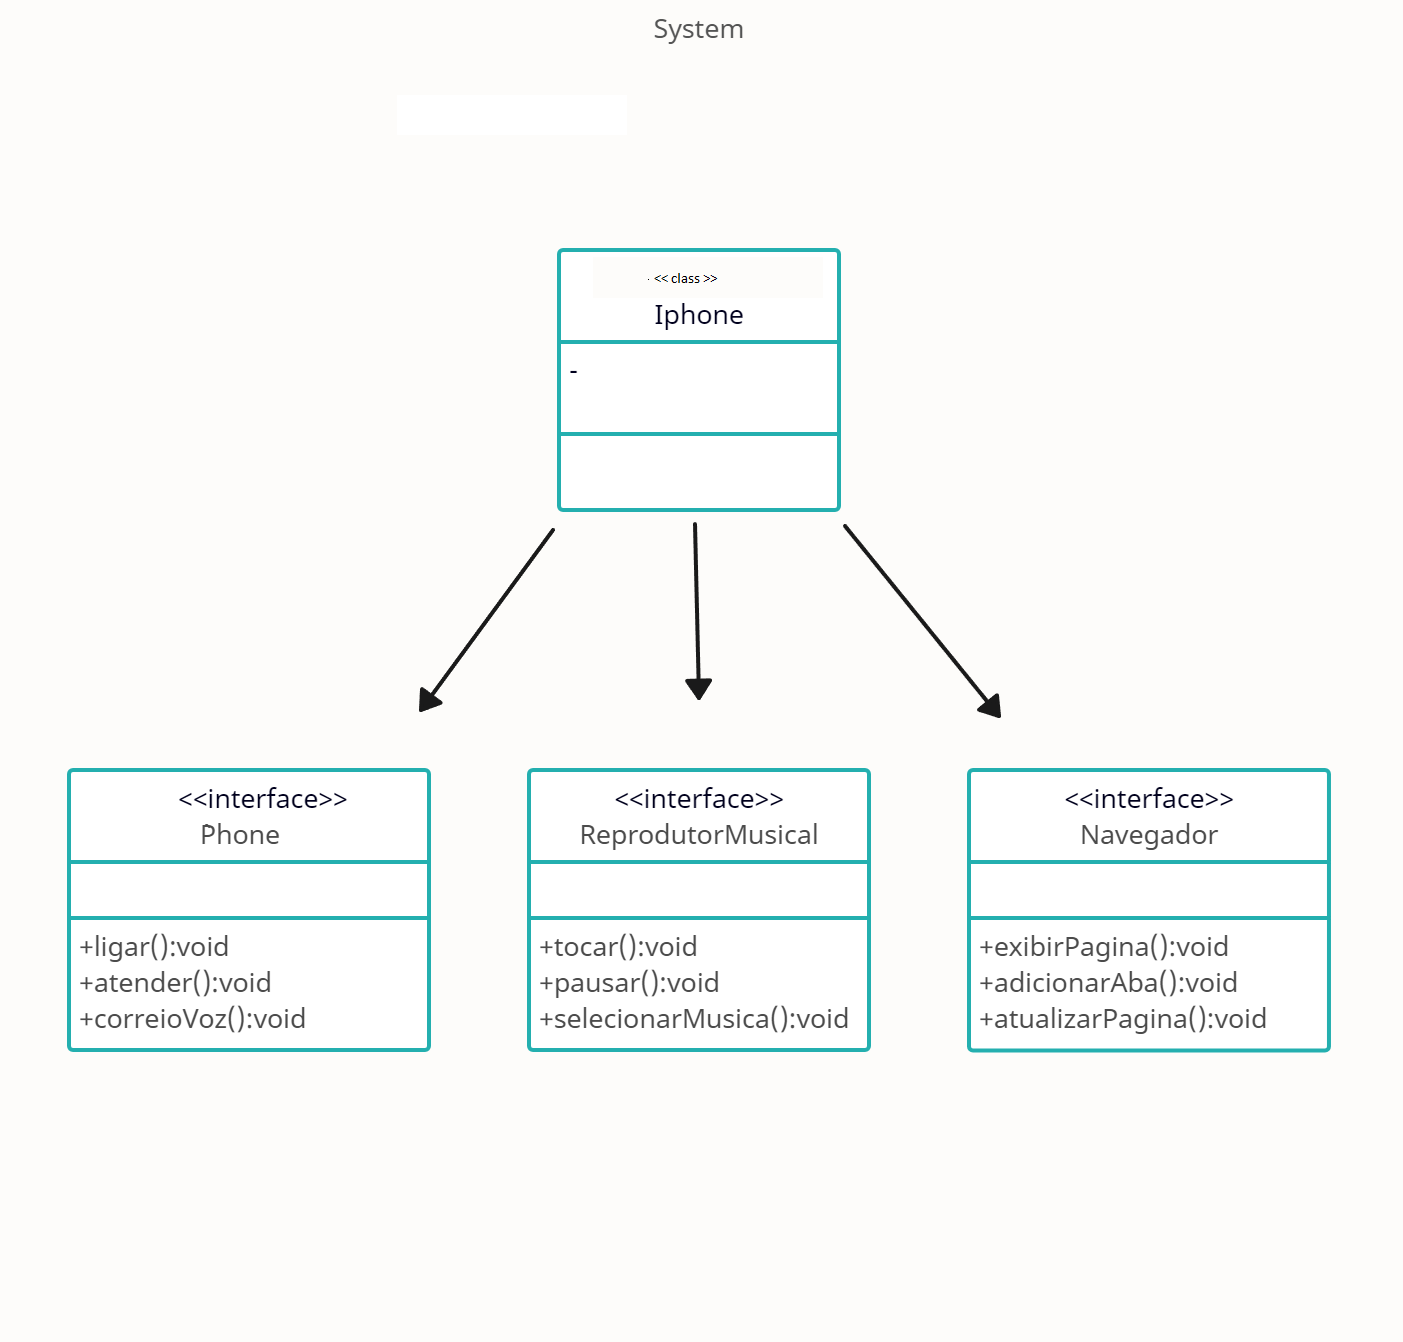 System
<< class >>
Iphone
-
<<interface>>
Phone
+ligar():void
+atender():void
+correioVoz():void
<<interface>>
ReprodutorMusical
+tocar():void
+pausar():void
+selecionarMusica():void
<<interface>>
Navegador
+exibirPagina():void
+adicionarAba():void
+atualizarPagina():void